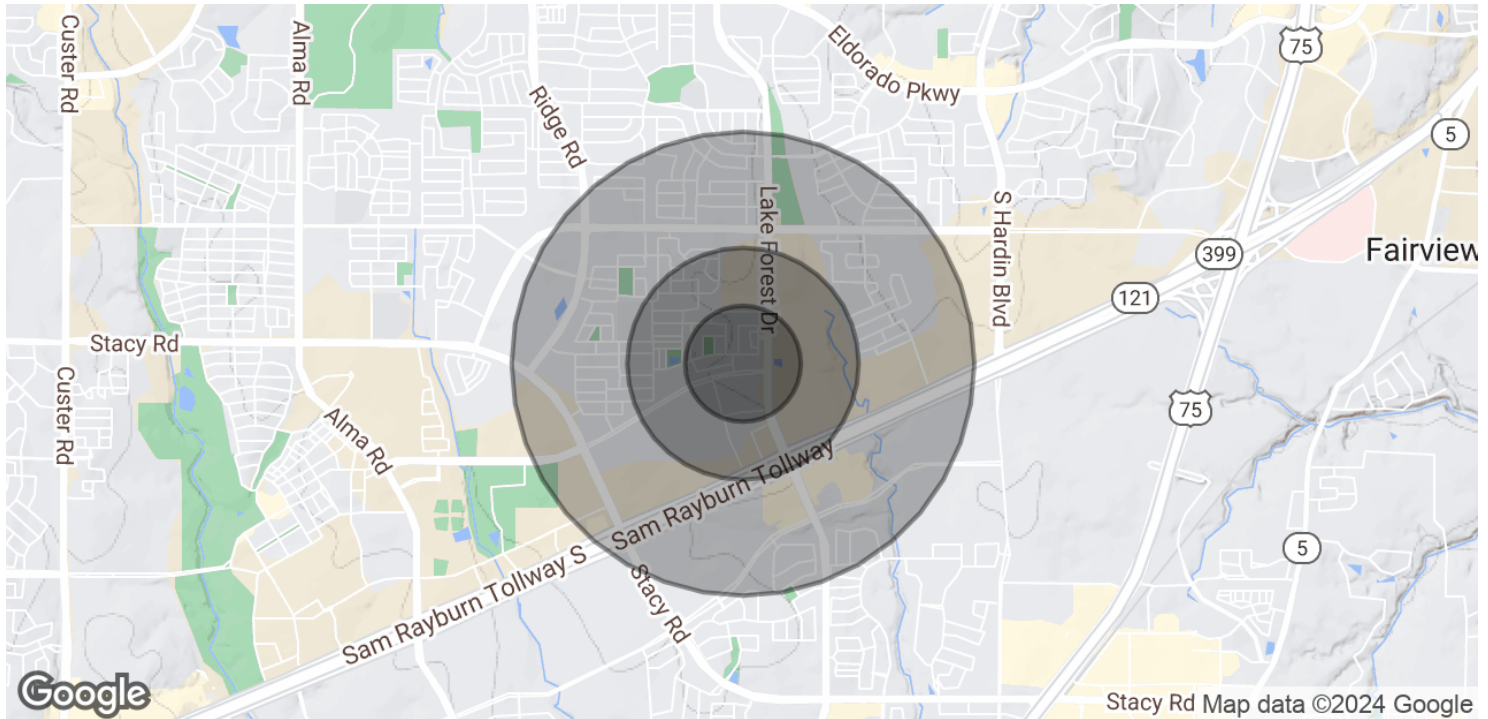 Custer Rd
Alma Rd
Ridge Rd
Eldorado Pkwy
75
5
Lake Forest Dr
S Hardin Blvd
399
Fairview
121
Stacy Rd
Custer Rd
Alma Rd
75
Sam Rayburn Tollway
Sam Rayburn Tollway S
Stacy Rd
5
Google
Stacy Rd
Map data ©2024 Google